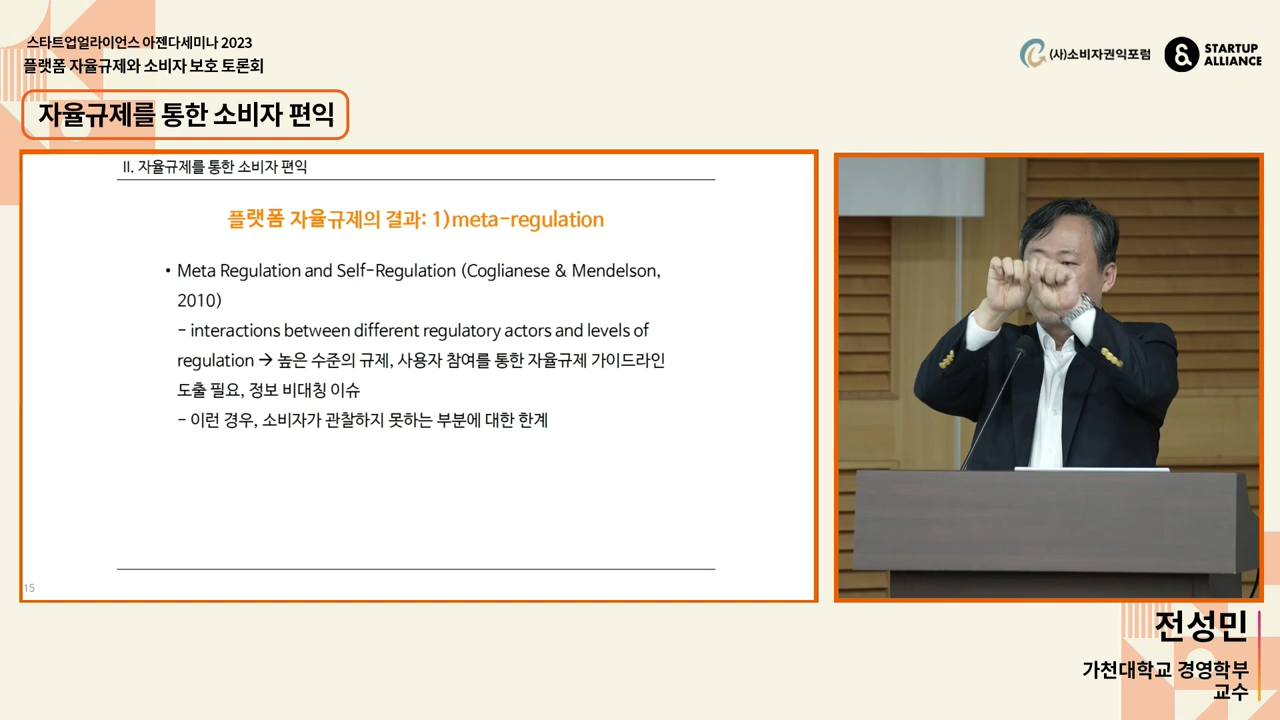 스타트업얼라이언스 아젠다세미나 2023
플랫폼 자율규제와 소비자 보호 토론회
(사)소비자권익포럼
&
STARTUP
ALLIANCE
자율규제를 통한 소비자 편익
II. 자율규제를 통한 소비자 편익
플랫폼 자율규제의 결과: 1)meta-regulation
• Meta Regulation and Self-Regulation (Coglianese & Mendelson,
2010)
- interactions between different regulatory actors and levels of
regulation → 높은 수준의 규제, 사용자 참여를 통한 자율규제 가이드라인
도출 필요, 정보 비대칭 이슈
- 이런 경우, 소비자가 관찰하지 못하는 부분에 대한 한계
15
전성민
가천대학교 경영학부
교수